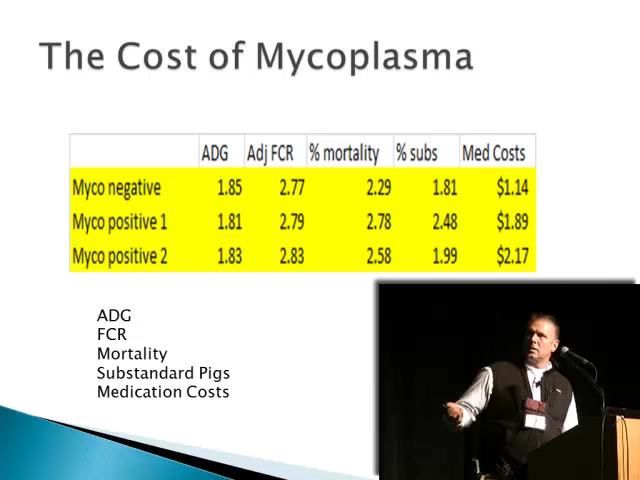 The Cost of Mycoplasma
ADG Adj FCR % mortality % subs Med Costs
Myco negative 1.85 2.77 2.29 1.81 $1.14
Myco positive 1 1.81 2.79 2.78 2.48 $1.89
Myco positive 2 1.83 2.83 2.58 1.99 $2.17
ADG
FCR
Mortality
Substandard Pigs
Medication Costs